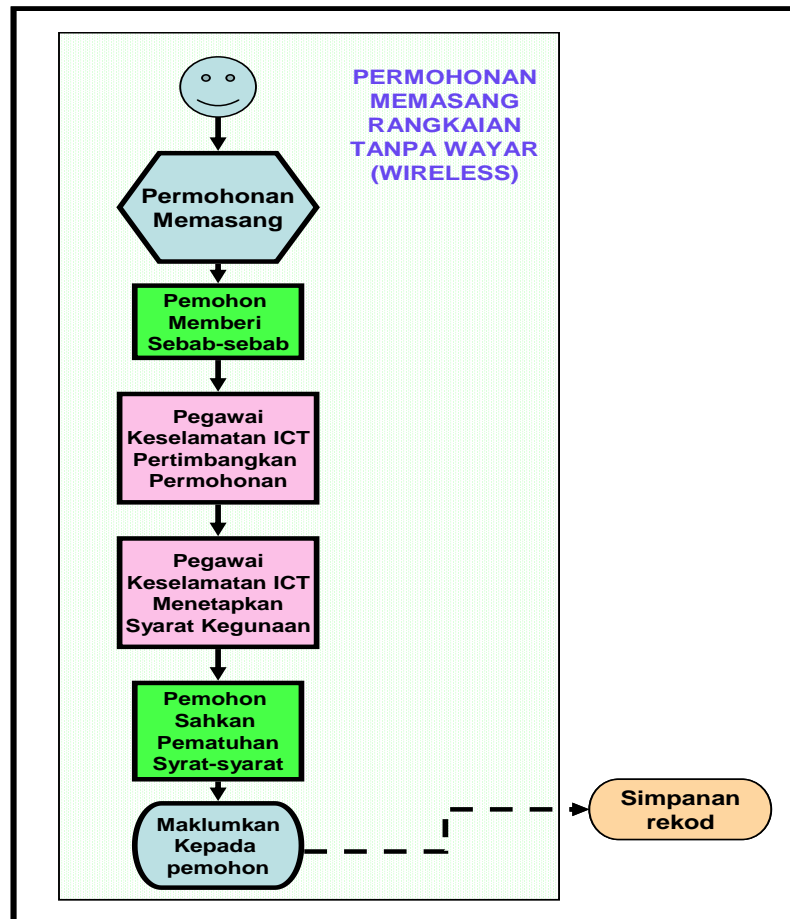 PERMOHONAN
MEMASANG
RANGKAIAN
TANPA WAYAR
(WIRELESS)
Permohonan
Memasang
Pemohon
Memberi
Sebab-sebab
Pegawai
Keselamatan ICT
Pertimbangkan
Permohonan
Pegawai
Keselamatan ICT
Menetapkan
Syarat Kegunaan
Pemohon
Sahkan
Pematuhan
Syrat-syarat
Maklumkan
Kepada
pemohon
Simpanan
rekod